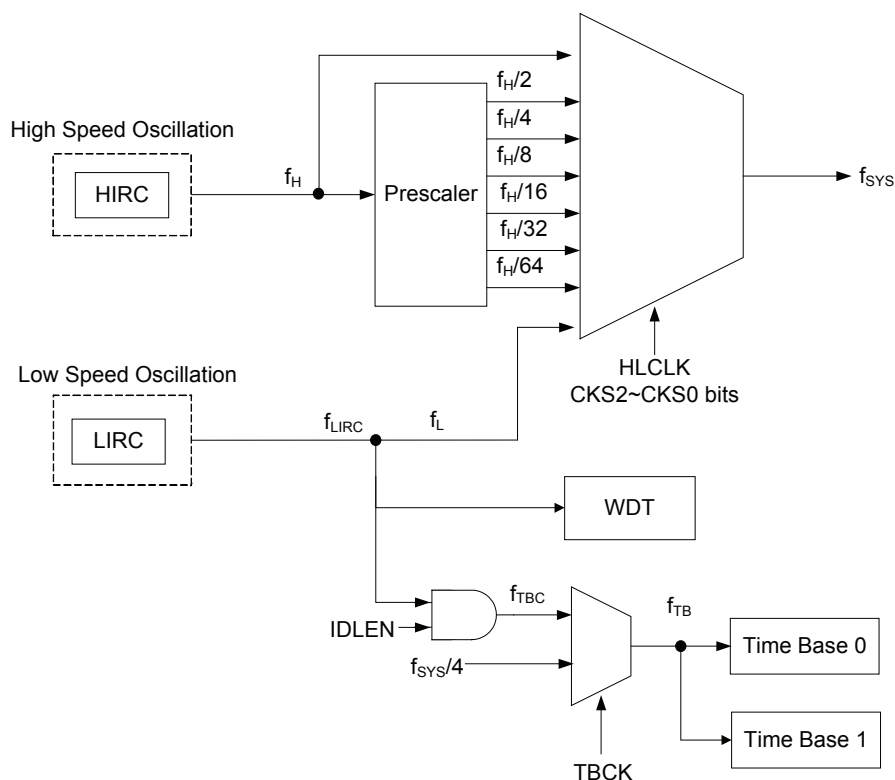 High Speed Oscillation
HIRC
fH
Prescaler
fH/2
fH/4
fH/8
fH/16
fH/32
fH/64
fSYS
HLCLK
CKS2~CKS0 bits
Low Speed Oscillation
LIRC
fLIRC
fL
WDT
IDLEN
fTBC
fSYS/4
TBCK
fTB
Time Base 0
Time Base 1